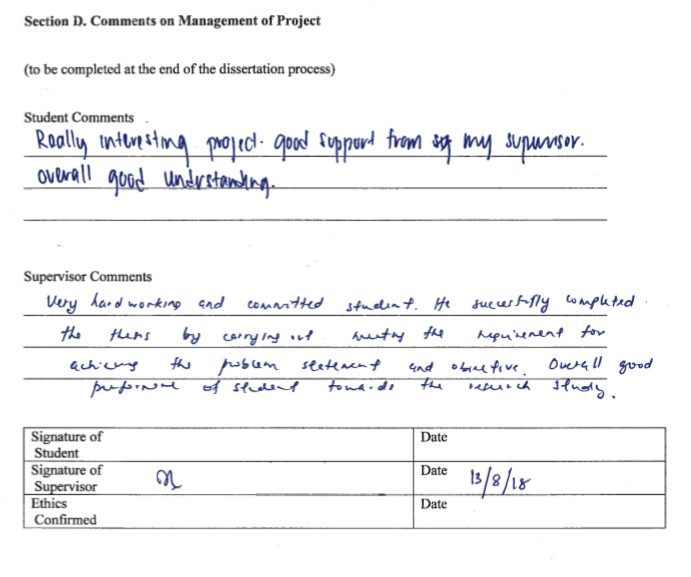 Section D. Comments on Management of Project
(to be completed at the end of the dissertation process)
Student Comments
Really interesting project. good support from my supervisor.
overall good understanding.
Supervisor Comments
Very hard working and committed student. He successfully completed
the thesis by carrying out meeting the requirement for
achieving the problem statement and objective. Overall good
performance of student towards the research study.
Signature of Student Date
Signature of Supervisor Date 13/8/18
Ethics Confirmed Date